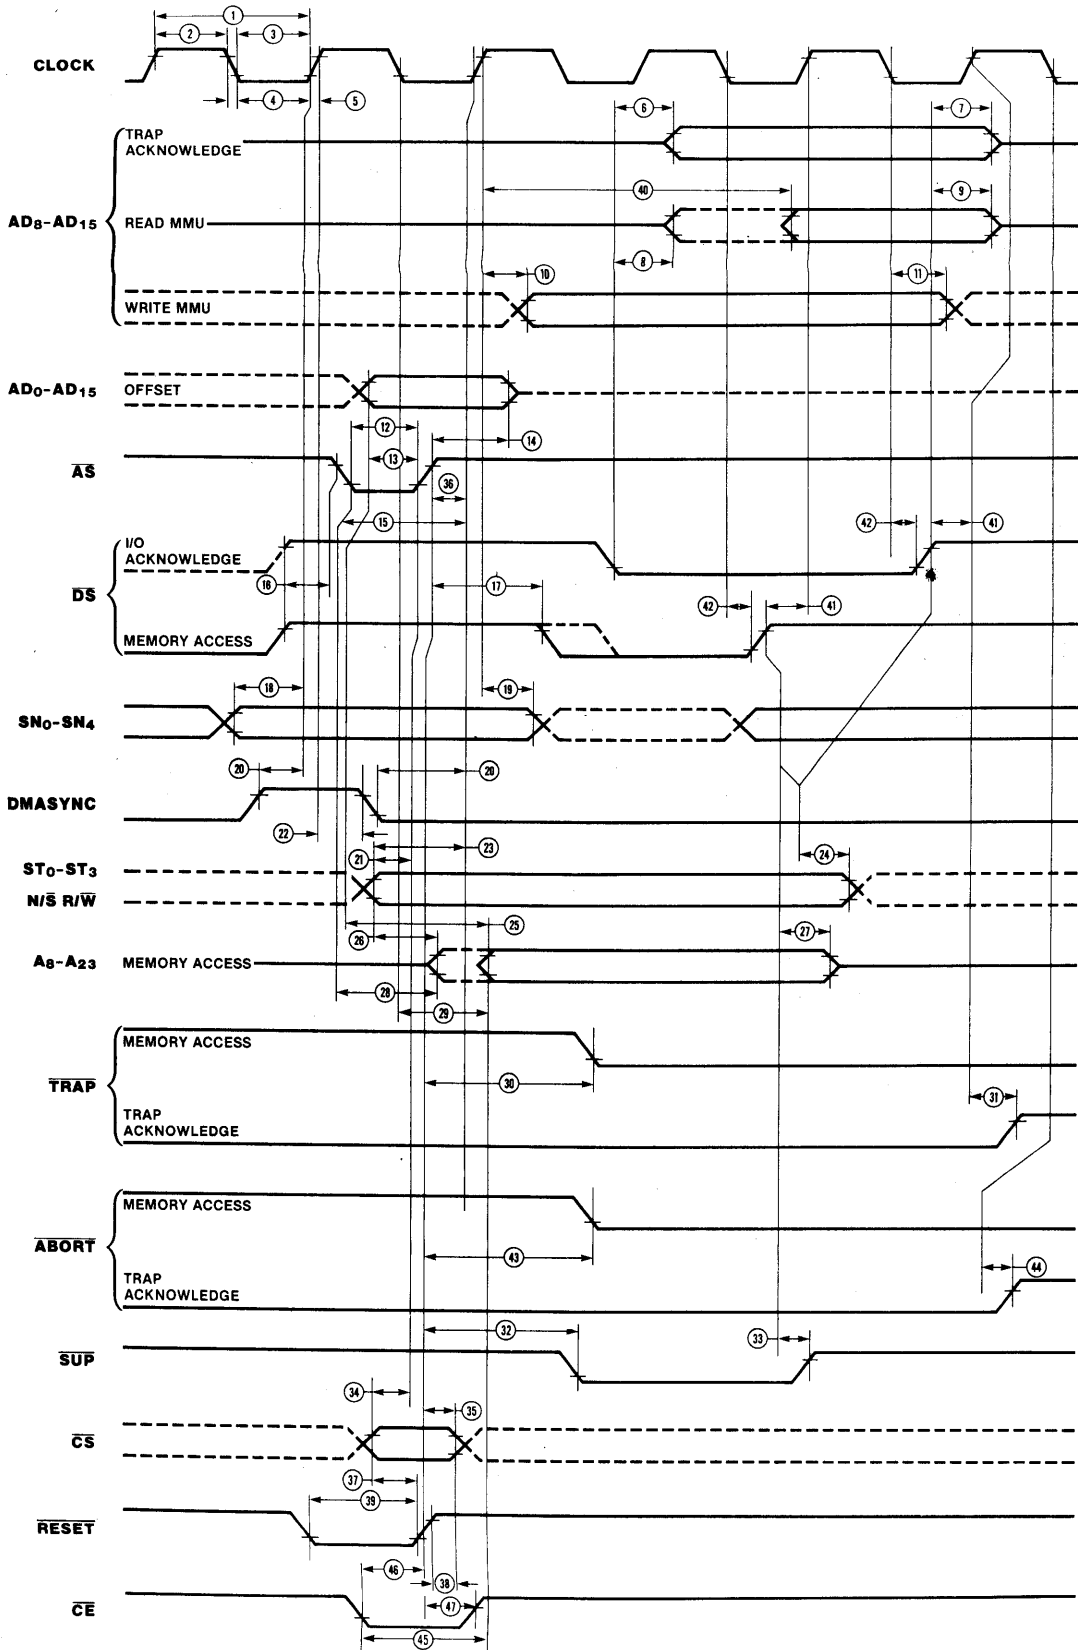 1
2 3
CLOCK
4 5
6 7
TRAP
ACKNOWLEDGE
40 9
AD8-AD15 READ MMU
8 10 11
WRITE MMU
AD0-AD15 OFFSET
12
14
13
AS
36
15 42 41
I/O
ACKNOWLEDGE
16 17
DS
42 41
MEMORY ACCESS
18 19
SN0-SN4
20 20
DMASYNC
22
23
21 24
ST0-ST3
N/S R/W
25
26 27
A8-A23 MEMORY ACCESS
28
29
MEMORY ACCESS
30
TRAP
31
TRAP
ACKNOWLEDGE
MEMORY ACCESS
ABORT
43
44
TRAP
ACKNOWLEDGE
32 33
SUP
34
35
CS
37
39
RESET
46
38
47
CE
45